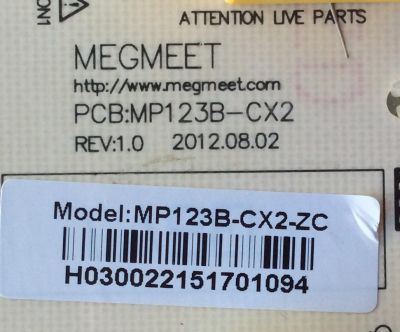 ON1
ATTENTION LIVE PARTS
MEGMEET
http://www.megmeet.com
PCB:MP123B-CX2
REV:1.0 2012.08.02
Model:MP123B-CX2-ZC
H030022151701094